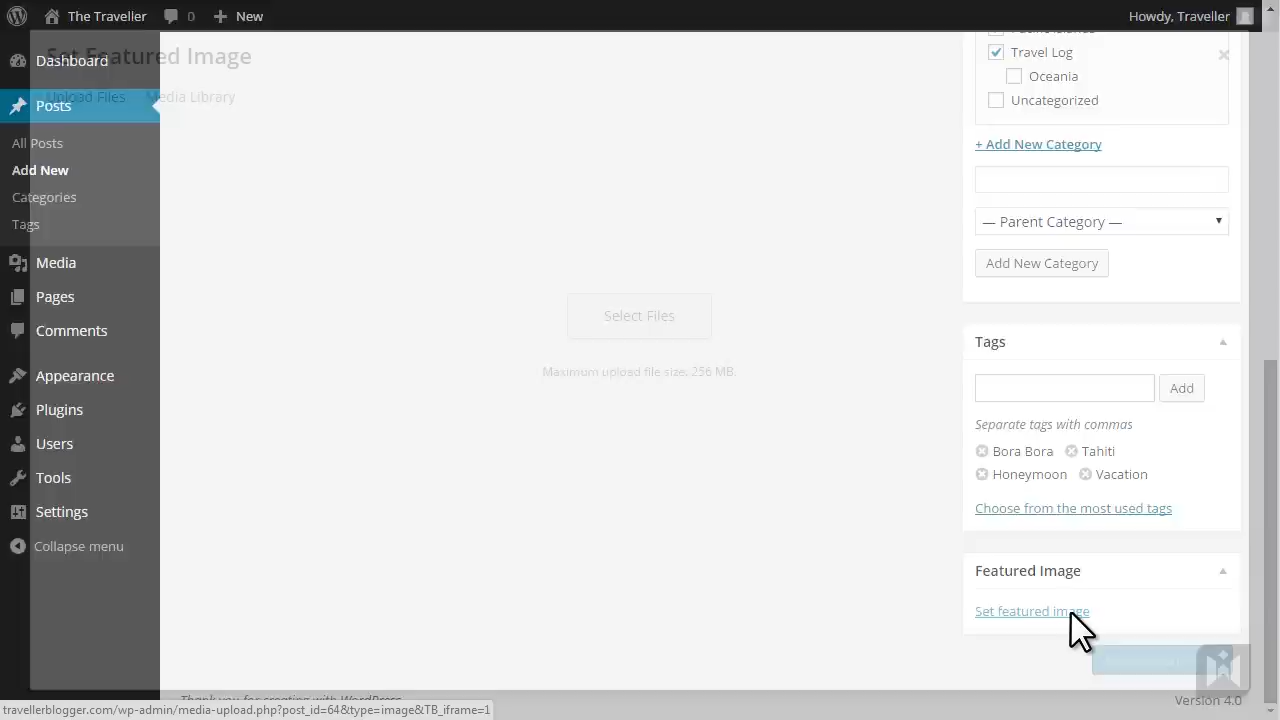 The Traveller 0 New Howdy, Traveller
Set Featured Image
Upload Files Media Library
Dashboard
Posts
All Posts
Add New
Categories
Tags
Media
Pages
Comments
Appearance
Plugins
Users
Tools
Settings
Collapse menu
Select Files
Maximum upload file size: 256 MB.
Travel Log
Oceania
Uncategorized
+ Add New Category
— Parent Category —
Add New Category
Tags
Add
Separate tags with commas
Bora Bora Tahiti
Honeymoon Vacation
Choose from the most used tags
Featured Image
Set featured image
Thank you for creating with WordPress
Version 4.0
travellerblogger.com/wp-admin/media-upload.php?post_id=64&type=image&TB_iframe=1